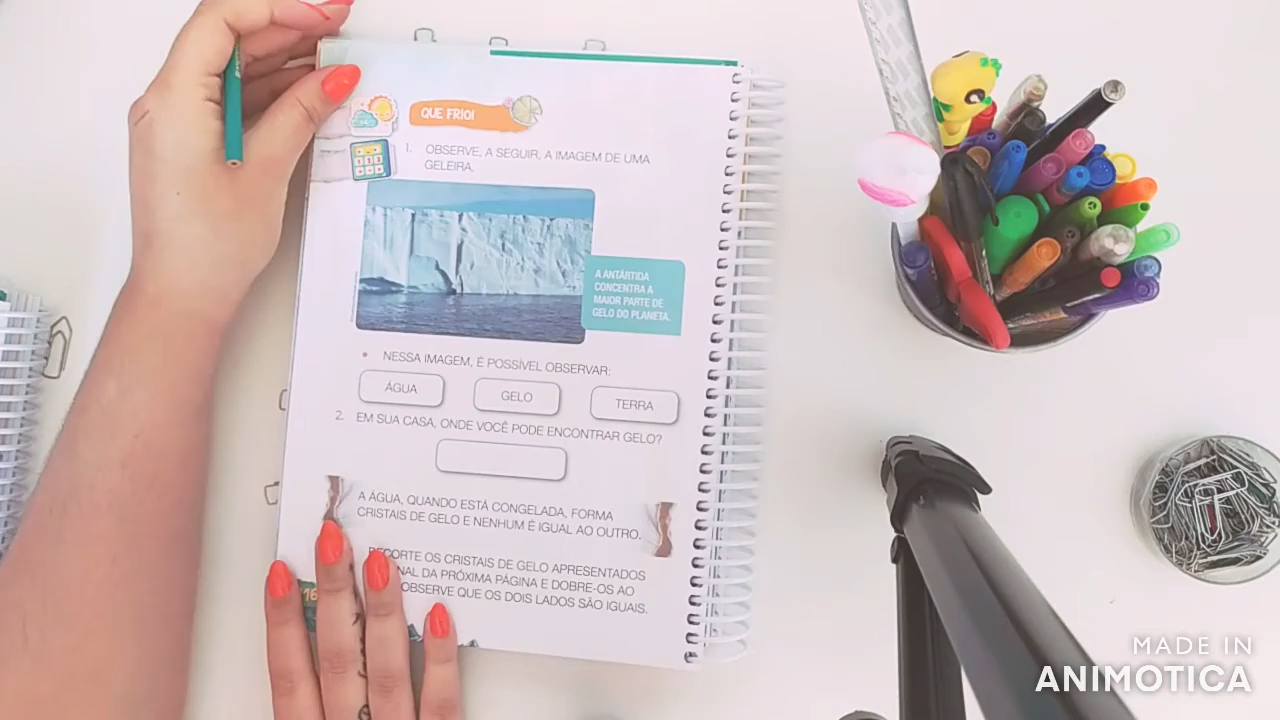 QUE FRIO!
1. OBSERVE, A SEGUIR, A IMAGEM DE UMA
GELEIRA.
A ANTÁRTIDA
CONCENTRA A
MAIOR PARTE DE
GELO DO PLANETA.
• NESSA IMAGEM, É POSSÍVEL OBSERVAR:
ÁGUA GELO TERRA
2. EM SUA CASA, ONDE VOCÊ PODE ENCONTRAR GELO?
A ÁGUA, QUANDO ESTÁ CONGELADA, FORMA
CRISTAIS DE GELO E NENHUM É IGUAL AO OUTRO.
RECORTE OS CRISTAIS DE GELO APRESENTADOS
DA PRÓXIMA PÁGINA E DOBRE-OS AO
OBSERVE QUE OS DOIS LADOS SÃO IGUAIS.
16
MADE IN
ANIMOTICA